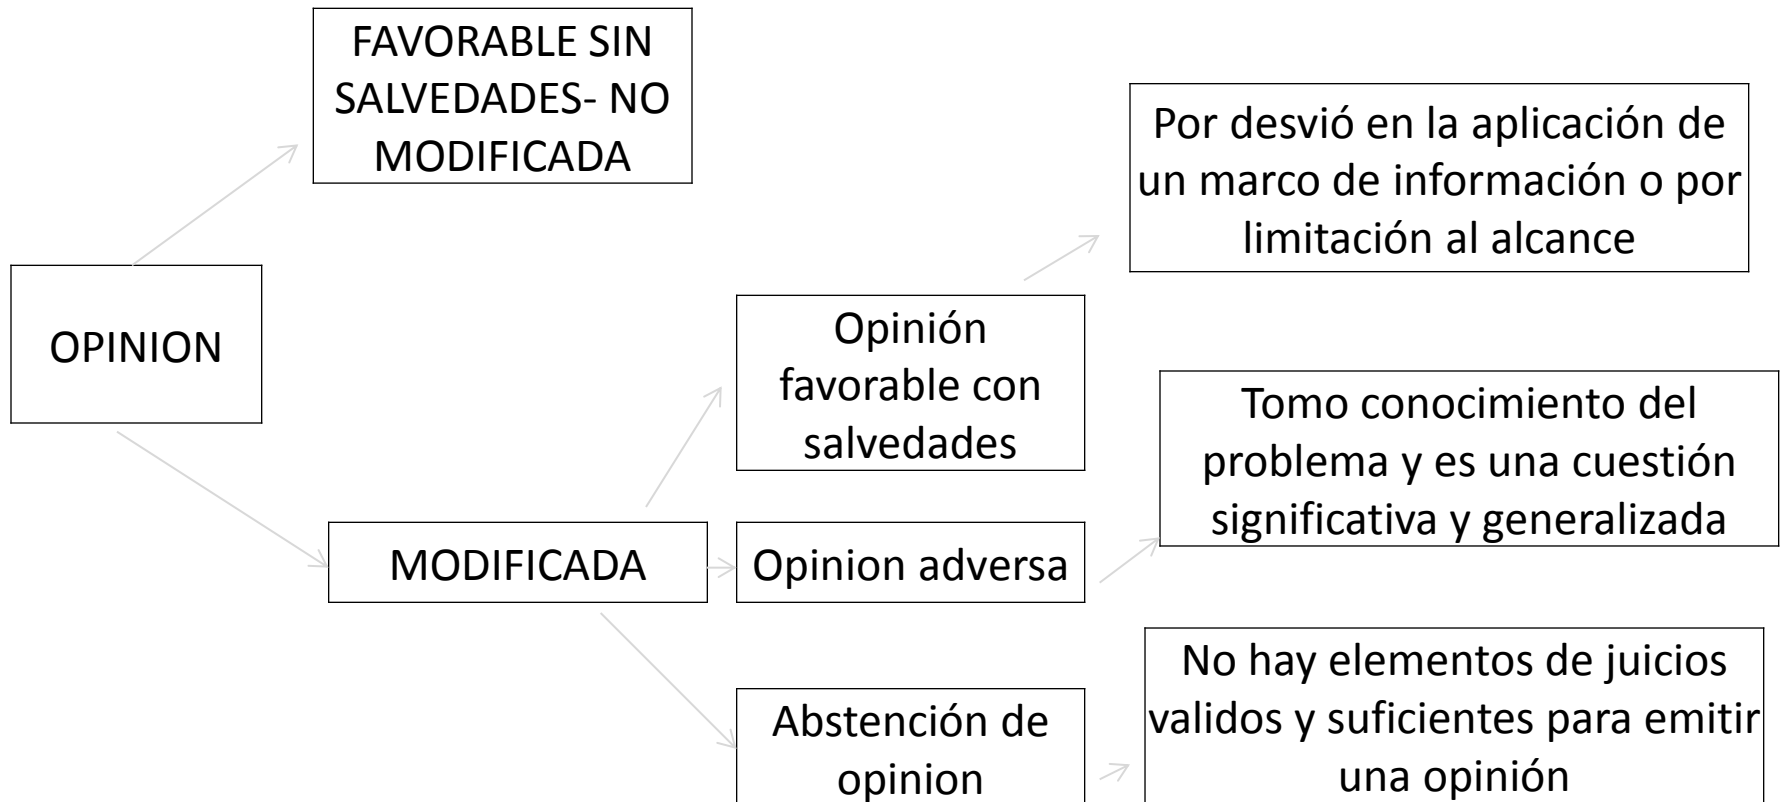 FAVORABLE SIN
SALVEDADES- NO
MODIFICADA
OPINION
MODIFICADA
Opinión
favorable con
salvedades
Por desvió en la aplicación de
un marco de información o por
limitación al alcance
Opinion adversa
Tomo conocimiento del
problema y es una cuestión
significativa y generalizada
Abstención de
opinion
No hay elementos de juicios
validos y suficientes para emitir
una opinión